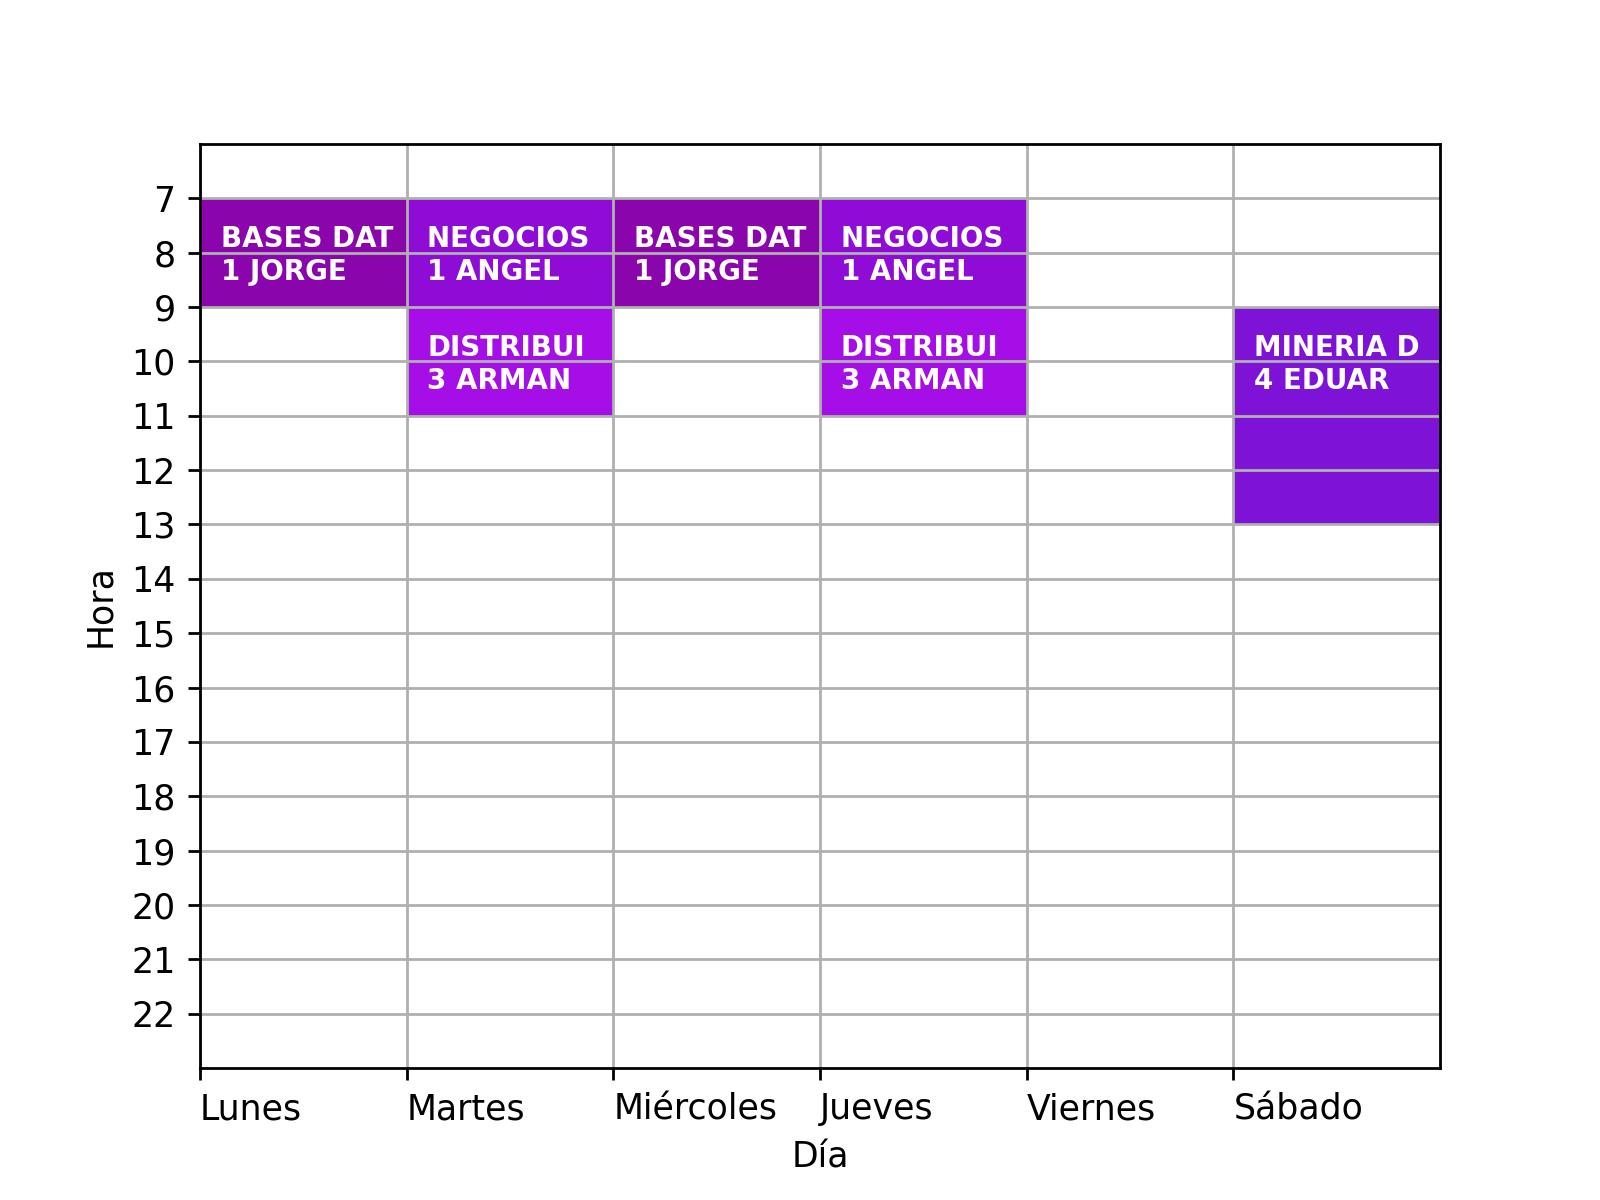 7
8
9
10
11
12
13
14
15
16
17
18
19
20
21
22
Hora
BASES DAT
1 JORGE
NEGOCIOS
1 ANGEL
BASES DAT
1 JORGE
NEGOCIOS
1 ANGEL
DISTRIBUI
3 ARMAN
DISTRIBUI
3 ARMAN
MINERIA D
4 EDUAR
Lunes
Martes
Miércoles
Jueves
Viernes
Sábado
Día